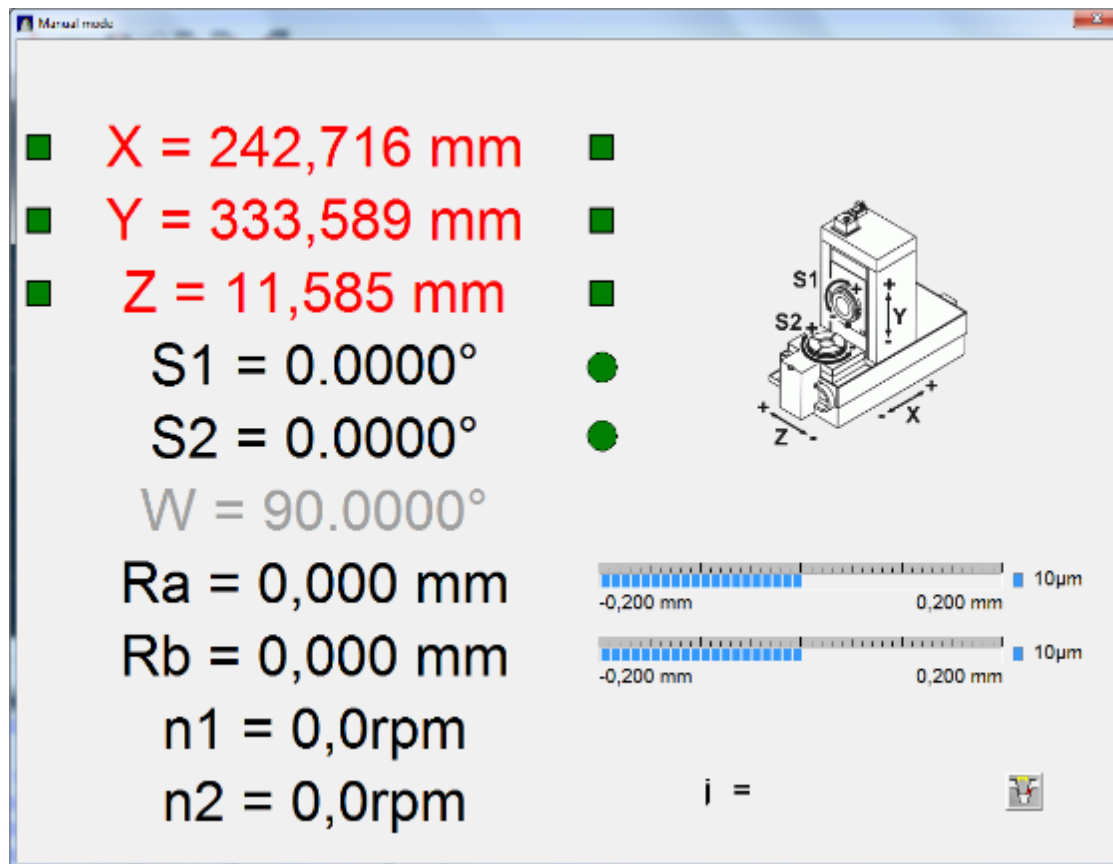 Manual mode
X = 242,716 mm
Y = 333,589 mm
Z = 11,585 mm
S1 = 0.0000°
S2 = 0.0000°
W = 90.0000°
Ra = 0,000 mm
Rb = 0,000 mm
n1 = 0,0rpm
n2 = 0,0rpm
S1 +
-
+
Y
-
S2 +
-
+
Z
-
+
X
-
10µm
-0,200 mm 0,200 mm
10µm
-0,200 mm 0,200 mm
j =